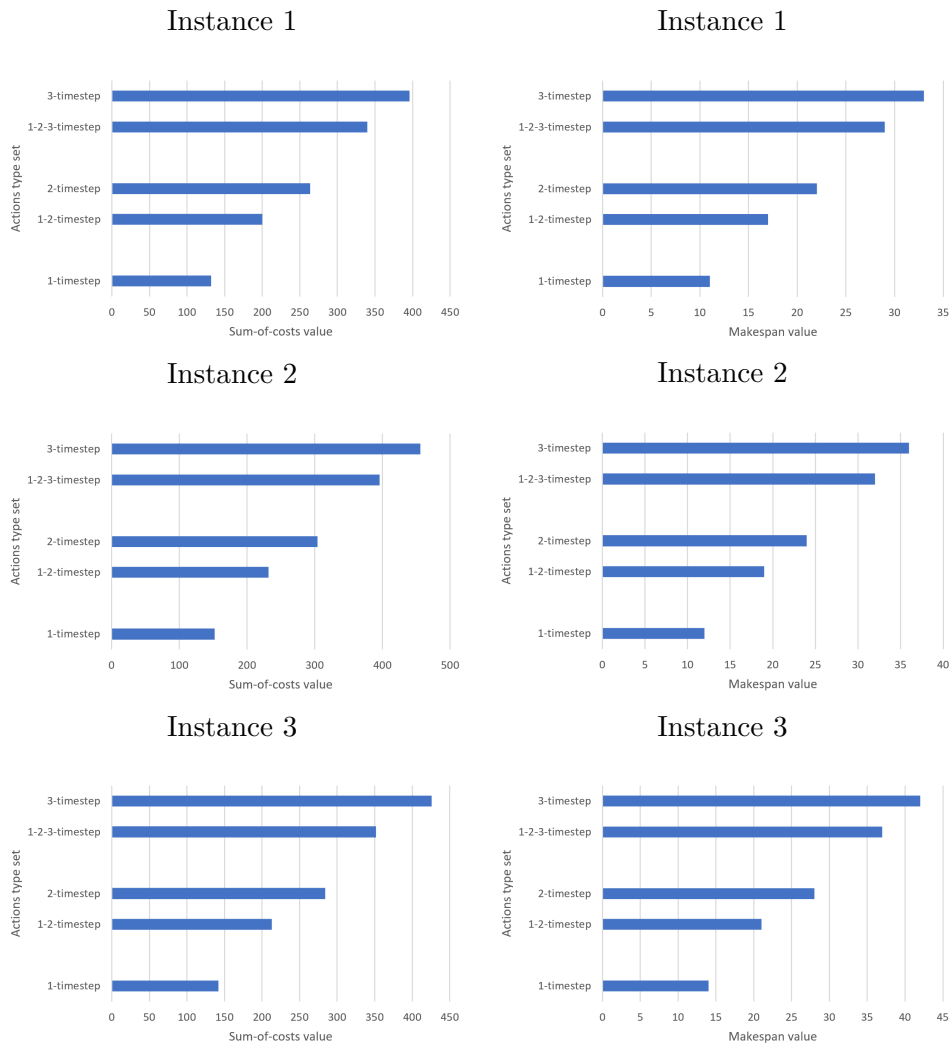 Instance 1
Actions type set
3-timestep
1-2-3-timestep
2-timestep
1-2-timestep
1-timestep
0 50 100 150 200 250 300 350 400 450
Sum-of-costs value
Instance 1
Actions type set
3-timestep
1-2-3-timestep
2-timestep
1-2-timestep
1-timestep
0 5 10 15 20 25 30 35
Makespan value
Instance 2
Actions type set
3-timestep
1-2-3-timestep
2-timestep
1-2-timestep
1-timestep
0 100 200 300 400 500
Sum-of-costs value
Instance 2
Actions type set
3-timestep
1-2-3-timestep
2-timestep
1-2-timestep
1-timestep
0 5 10 15 20 25 30 35 40
Makespan value
Instance 3
Actions type set
3-timestep
1-2-3-timestep
2-timestep
1-2-timestep
1-timestep
0 50 100 150 200 250 300 350 400 450
Sum-of-costs value
Instance 3
Actions type set
3-timestep
1-2-3-timestep
2-timestep
1-2-timestep
1-timestep
0 5 10 15 20 25 30 35 40 45
Makespan value